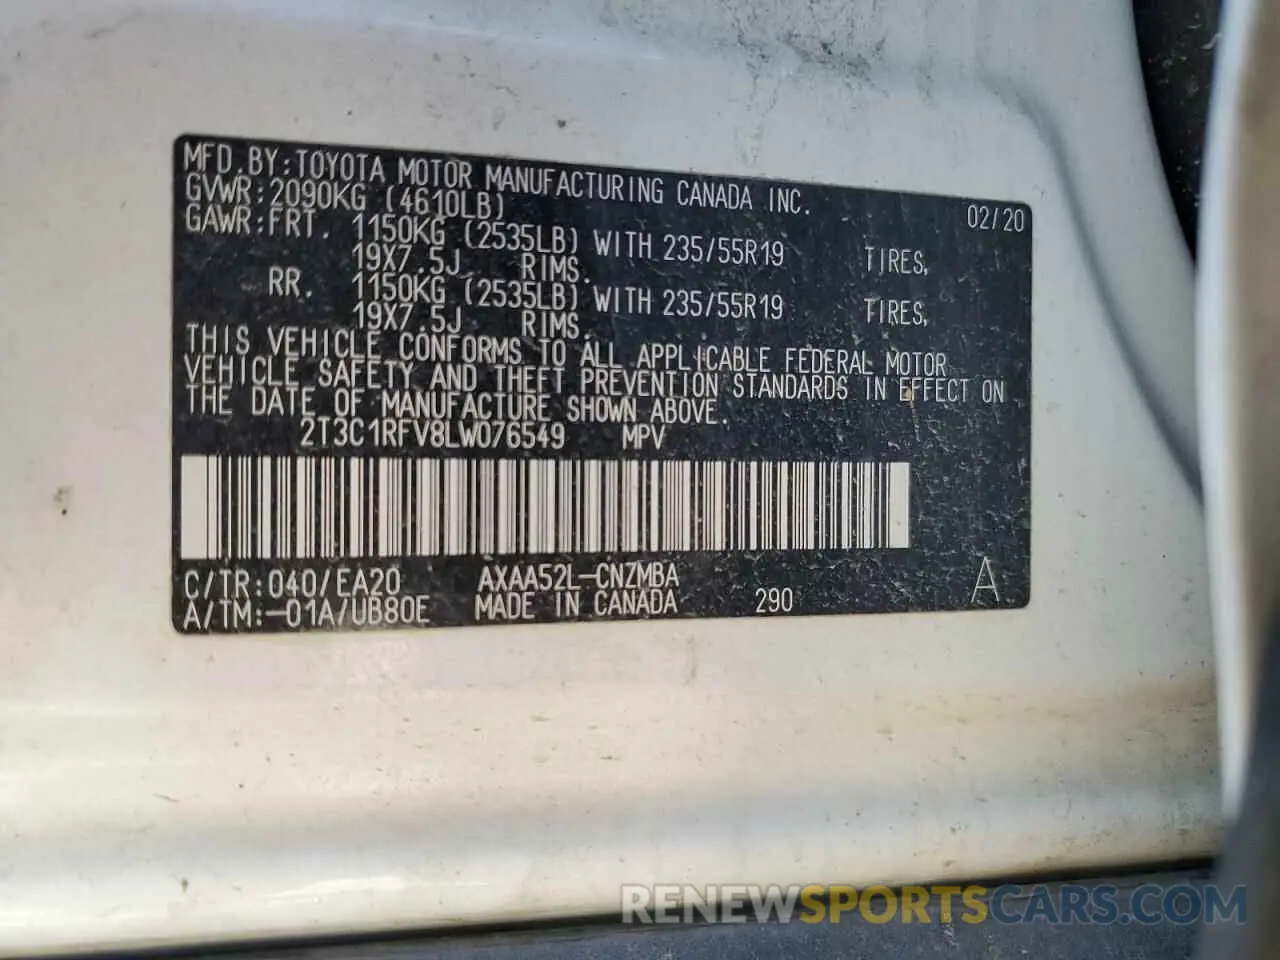 MFD.BY:TOYOTA MOTOR MANUFACTURING CANADA INC.
GVWR:2090KG (4610LB) 02/20
GAWR:FRT. 1150KG (2535LB) WITH 235/55R19 TIRES,
19X7.5J RIMS.
RR. 1150KG (2535LB) WITH 235/55R19 TIRES,
19X7.5J RIMS.
THIS VEHICLE CONFORMS TO ALL APPLICABLE FEDERAL MOTOR
VEHICLE SAFETY AND THEFT PREVENTION STANDARDS IN EFFECT ON
THE DATE OF MANUFACTURE SHOWN ABOVE.
2T3C1RFV8LW076549 MPV
C/TR:040/EA20 AXAA52L-CNZMBA A
A/TM:-01A/UB80E MADE IN CANADA 290
RENEWSPORTSCARS.COM